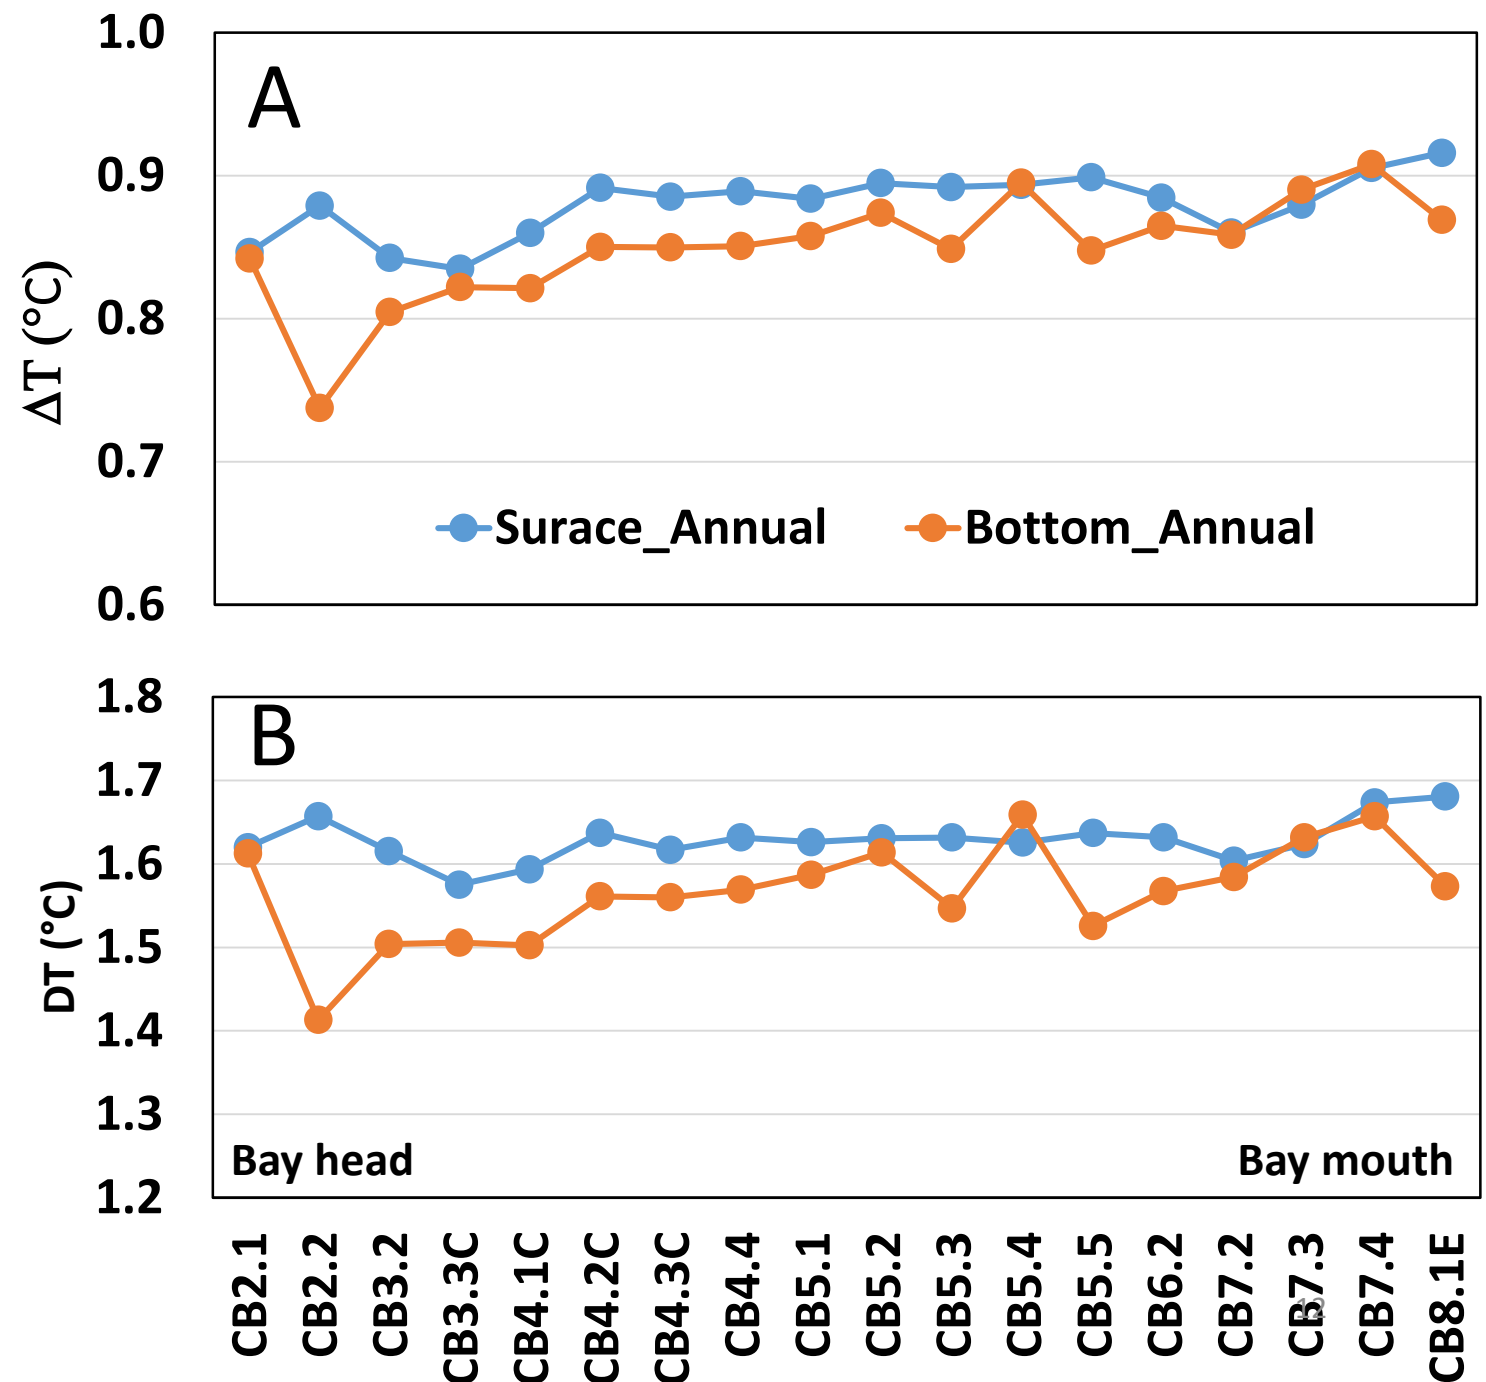 A
1.0
0.9
0.8
0.7
0.6
ΔT (°C)
Surace_Annual
Bottom_Annual
B
1.8
1.7
1.6
1.5
1.4
1.3
1.2
DT (°C)
Bay head
Bay mouth
CB2.1
CB2.2
CB3.2
CB3.3C
CB4.1C
CB4.2C
CB4.3C
CB4.4
CB5.1
CB5.2
CB5.3
CB5.4
CB5.5
CB6.2
CB7.2
CB7.3
CB7.4
CB8.1E
12